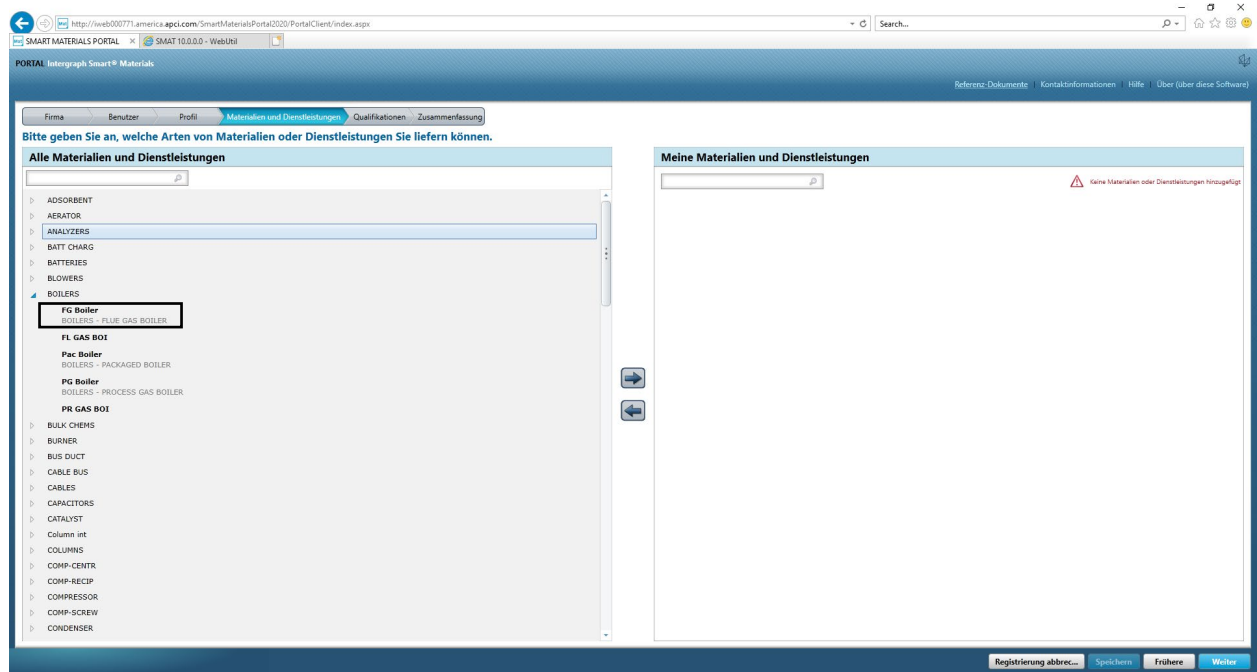 http://iweb000771.america.apci.com/SmartMaterialsPortal2020/PortalClient/index.aspx
Search...
SMART MATERIALS PORTAL
SMAT 10.0.0.0 - WebUtil
PORTAL Intergraph Smart® Materials
Referenz-Dokumente | Kontaktinformationen | Hilfe | Über (über diese Software)
Firma Benutzer Profil Materialien und Dienstleistungen Qualifikationen Zusammenfassung
Bitte geben Sie an, welche Arten von Materialien oder Dienstleistungen Sie liefern können.
Alle Materialien und Dienstleistungen
ADSORBENT
AERATOR
ANALYZERS
BATT CHARG
BATTERIES
BLOWERS
BOILERS
FG Boiler
BOILERS - FLUE GAS BOILER
FL GAS BOI
Pac Boiler
BOILERS - PACKAGED BOILER
PG Boiler
BOILERS - PROCESS GAS BOILER
PR GAS BOI
BULK CHEMS
BURNER
BUS DUCT
CABLE BUS
CABLES
CAPACITORS
CATALYST
Column int
COLUMNS
COMP-CENTR
COMP-RECIP
COMPRESSOR
COMP-SCREW
CONDENSER
Meine Materialien und Dienstleistungen
Keine Materialien oder Dienstleistungen hinzugefügt
Registrierung abbrec... Speichern Frühere Weiter